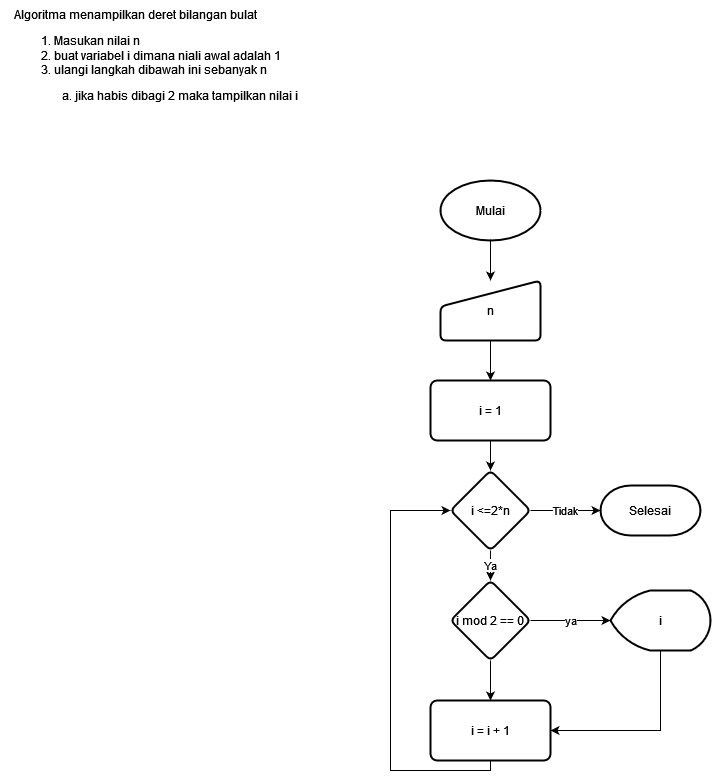 Algoritma menampilkan deret bilangan bulat
1. Masukan nilai n
2. buat variabel i dimana niali awal adalah 1
3. ulangi langkah dibawah ini sebanyak n
a. jika habis dibagi 2 maka tampilkan nilai i
Mulai
n
i = 1
i <=2*n
Tidak
Selesai
Ya
i mod 2 == 0
ya
i
i = i + 1